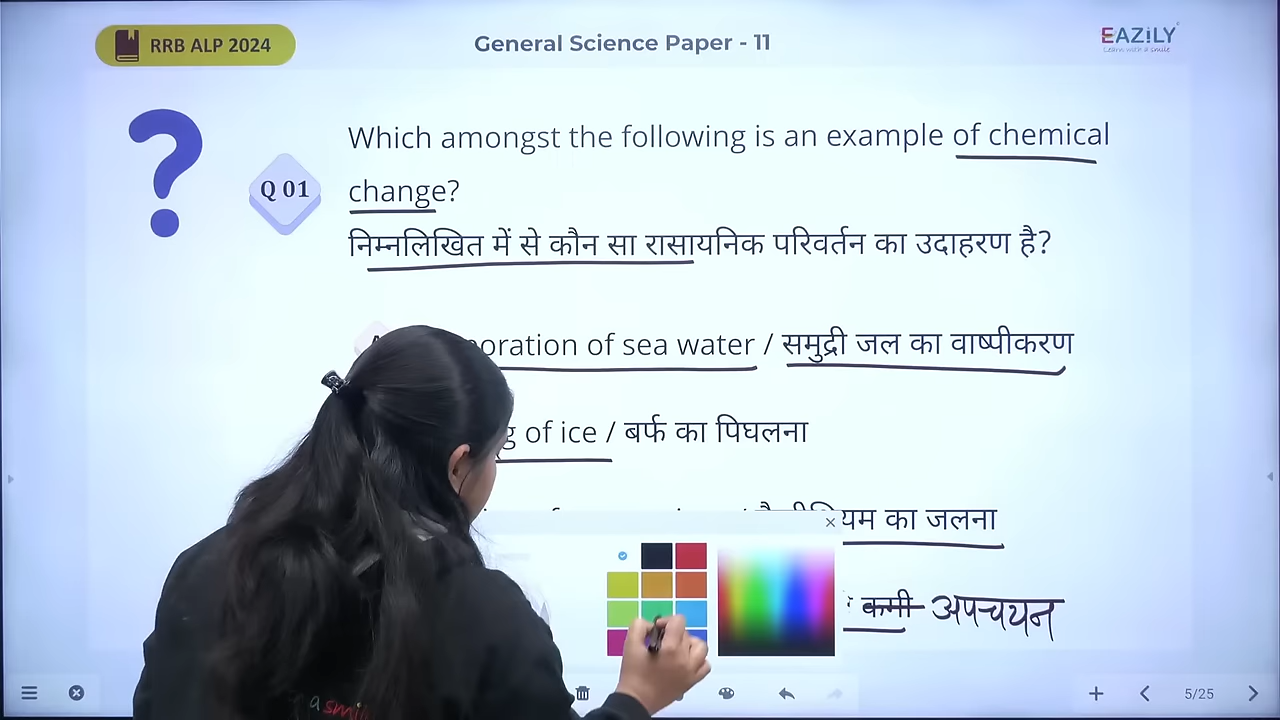 RRB ALP 2024
General Science Paper - 11
EAZILY
Learn with a smile
Which amongst the following is an example of chemical
Q 01
change?
निम्नलिखित में से कौन सा रासायनिक परिवर्तन का उदाहरण है?
of sea water / समुद्री जल का वाष्पीकरण
of ice / बर्फ का पिघलना
का जलना
कमी अपचयन
5/25